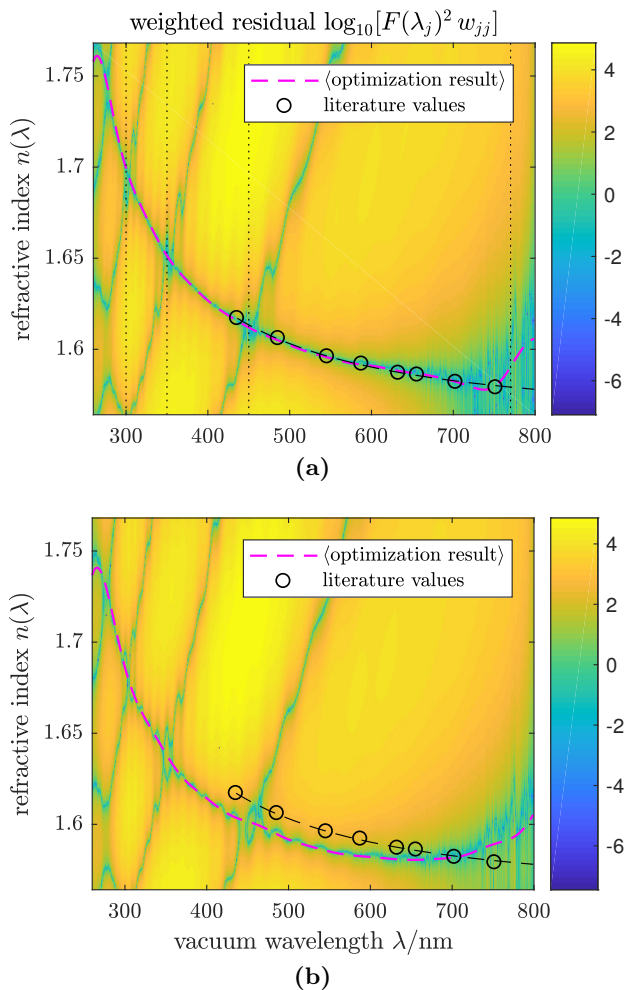 weighted residual log₁₀[F(λⱼ)² wⱼⱼ]
refractive index n(λ)
1.75
1.7
1.65
1.6
⟨optimization result⟩
literature values
4
2
0
-2
-4
-6
300 400 500 600 700 800
(a)
refractive index n(λ)
1.75
1.7
1.65
1.6
⟨optimization result⟩
literature values
4
2
0
-2
-4
-6
300 400 500 600 700 800
vacuum wavelength λ/nm
(b)